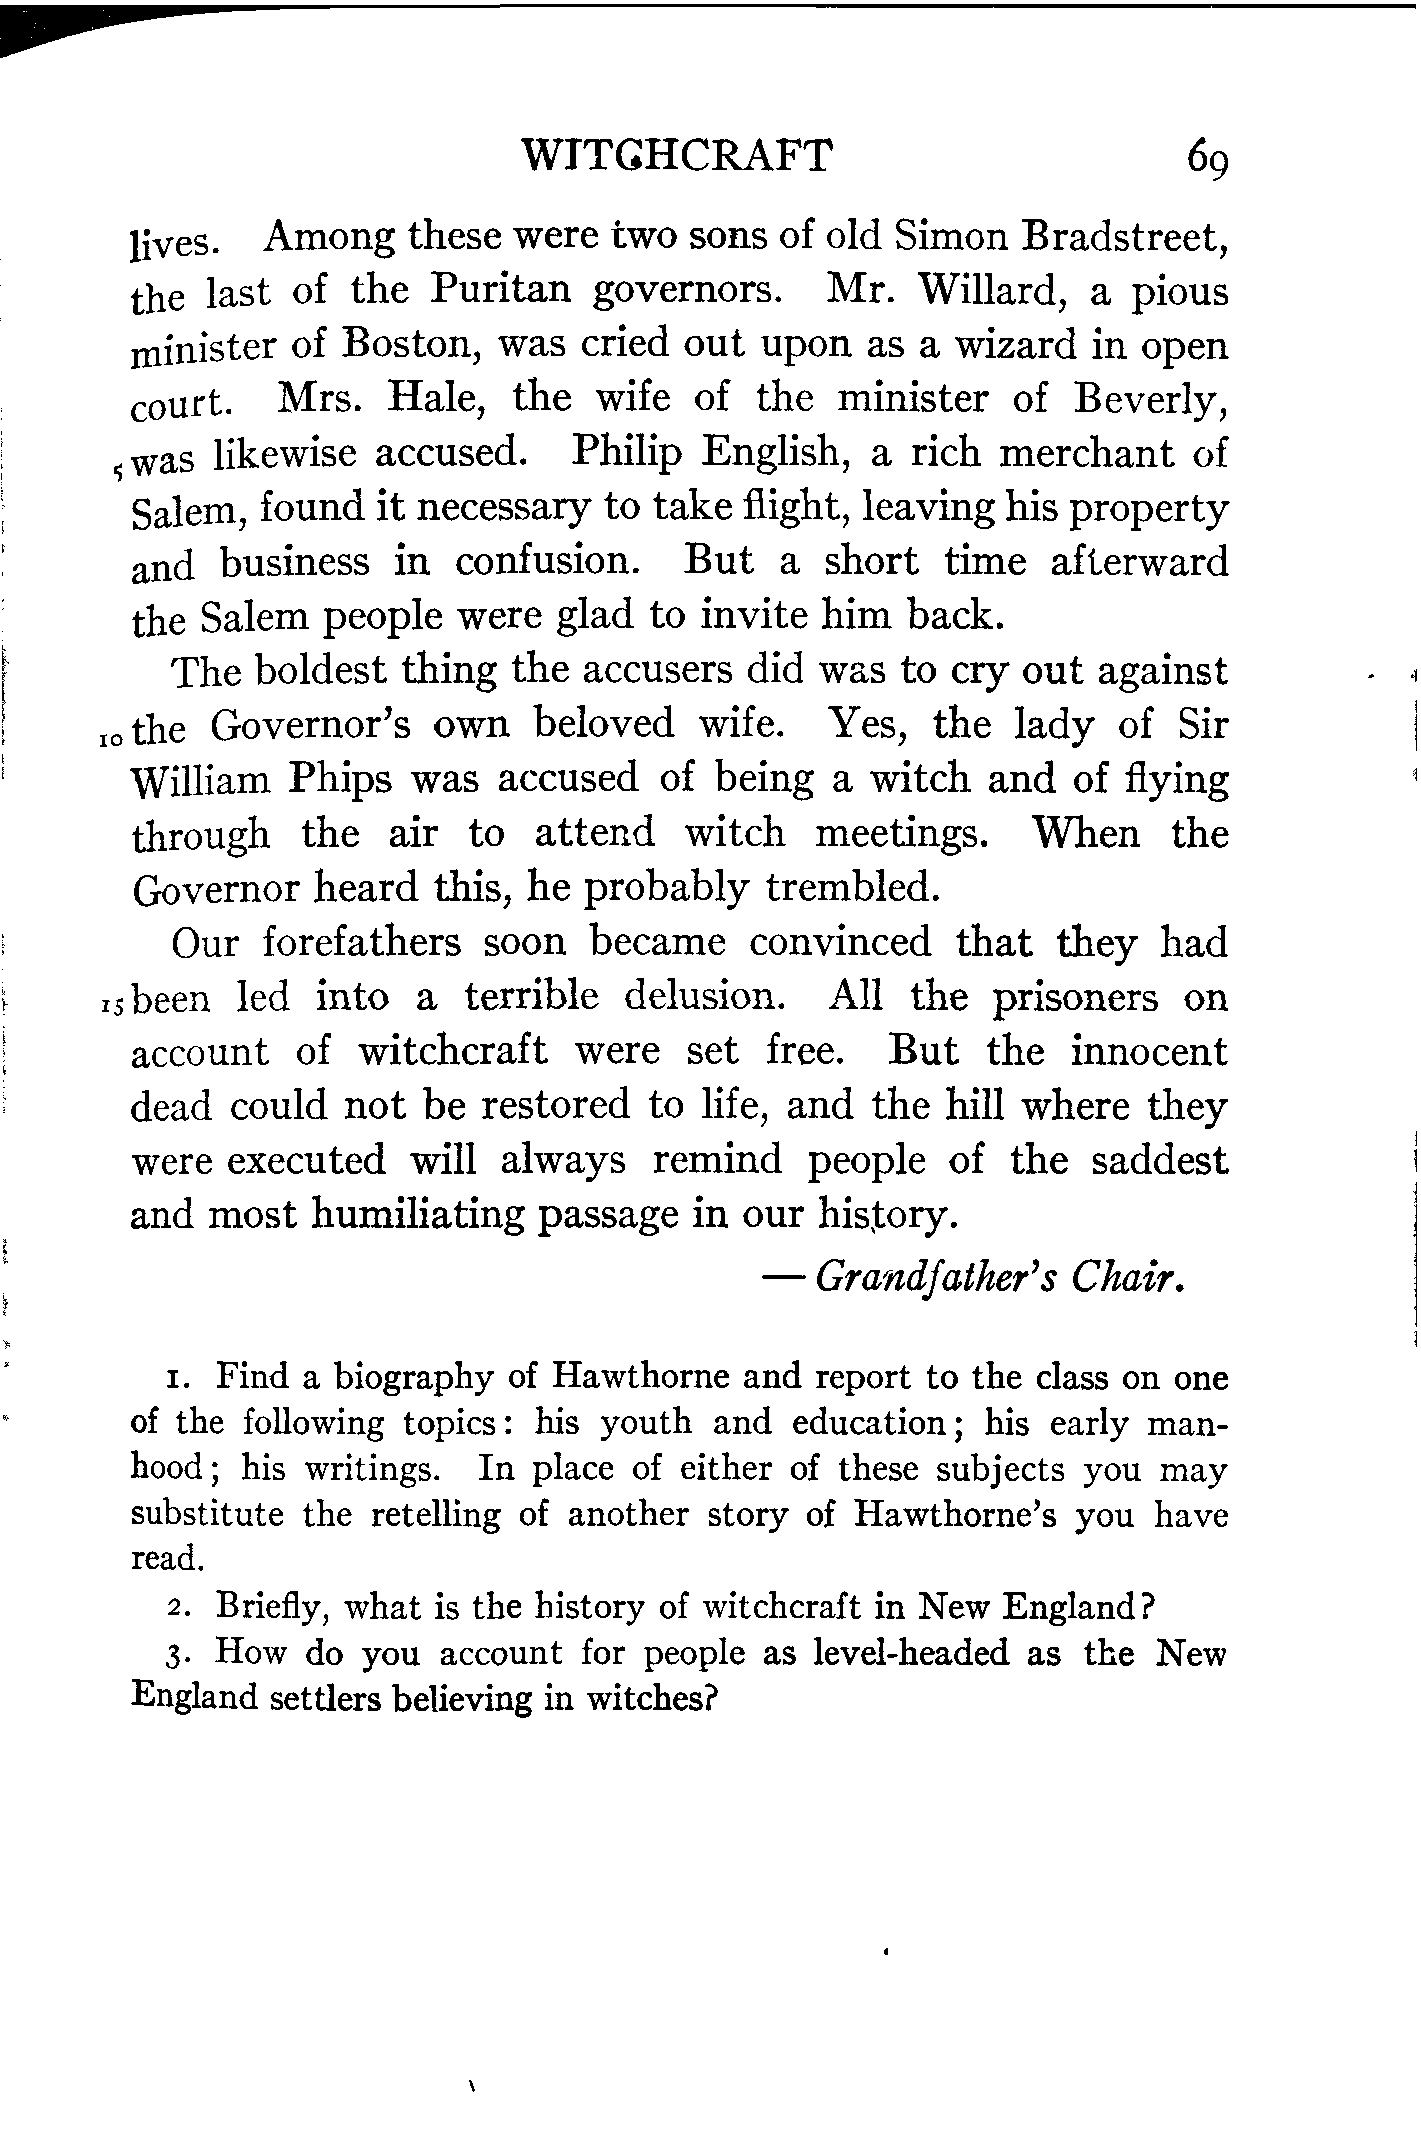 WITCHCRAFT 69
lives. Among these were two sons of old Simon Bradstreet,
the last of the Puritan governors. Mr. Willard, a pious
minister of Boston, was cried out upon as a wizard in open
court. Mrs. Hale, the wife of the minister of Beverly,
5 was likewise accused. Philip English, a rich merchant of
Salem, found it necessary to take flight, leaving his property
and business in confusion. But a short time afterward
the Salem people were glad to invite him back.
The boldest thing the accusers did was to cry out against
10 the Governor's own beloved wife. Yes, the lady of Sir
William Phips was accused of being a witch and of flying
through the air to attend witch meetings. When the
Governor heard this, he probably trembled.
Our forefathers soon became convinced that they had
15 been led into a terrible delusion. All the prisoners on
account of witchcraft were set free. But the innocent
dead could not be restored to life, and the hill where they
were executed will always remind people of the saddest
and most humiliating passage in our history.
— Grandfather's Chair.
1. Find a biography of Hawthorne and report to the class on one
of the following topics: his youth and education; his early man-
hood; his writings. In place of either of these subjects you may
substitute the retelling of another story of Hawthorne's you have
read.
2. Briefly, what is the history of witchcraft in New England?
3. How do you account for people as level-headed as the New
England settlers believing in witches?